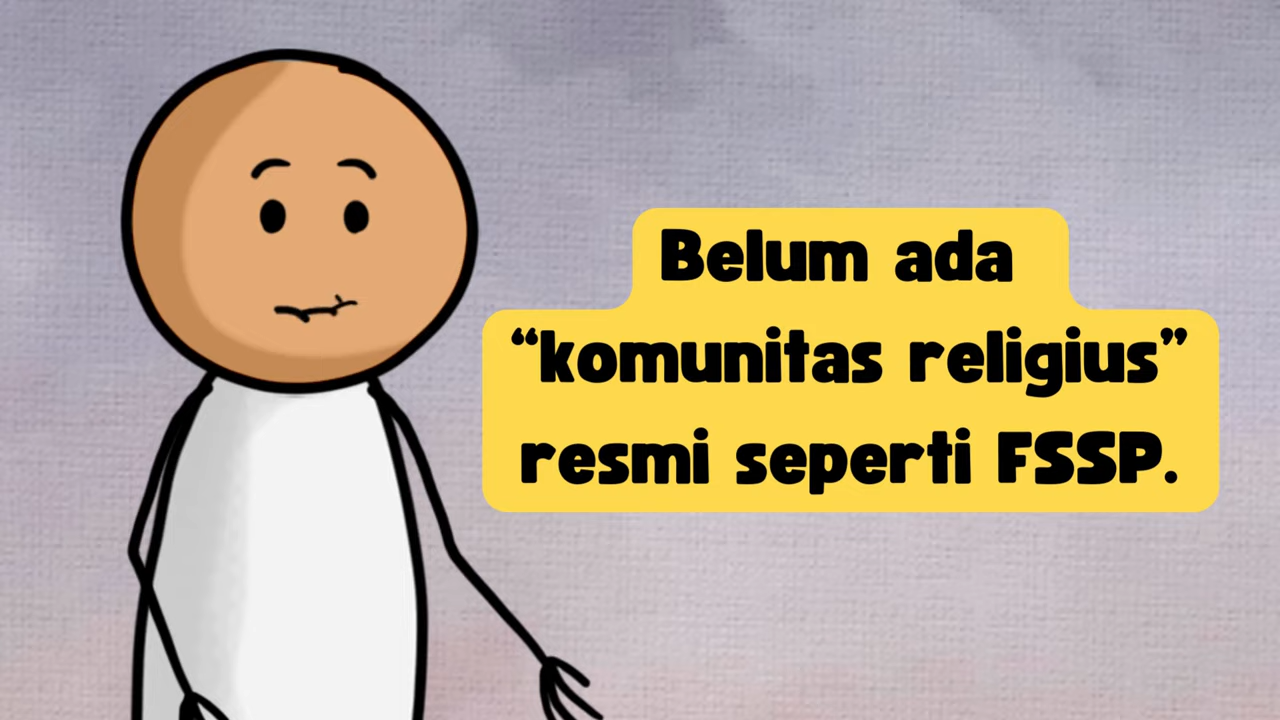 Belum ada
“komunitas religius”
resmi seperti FSSP.